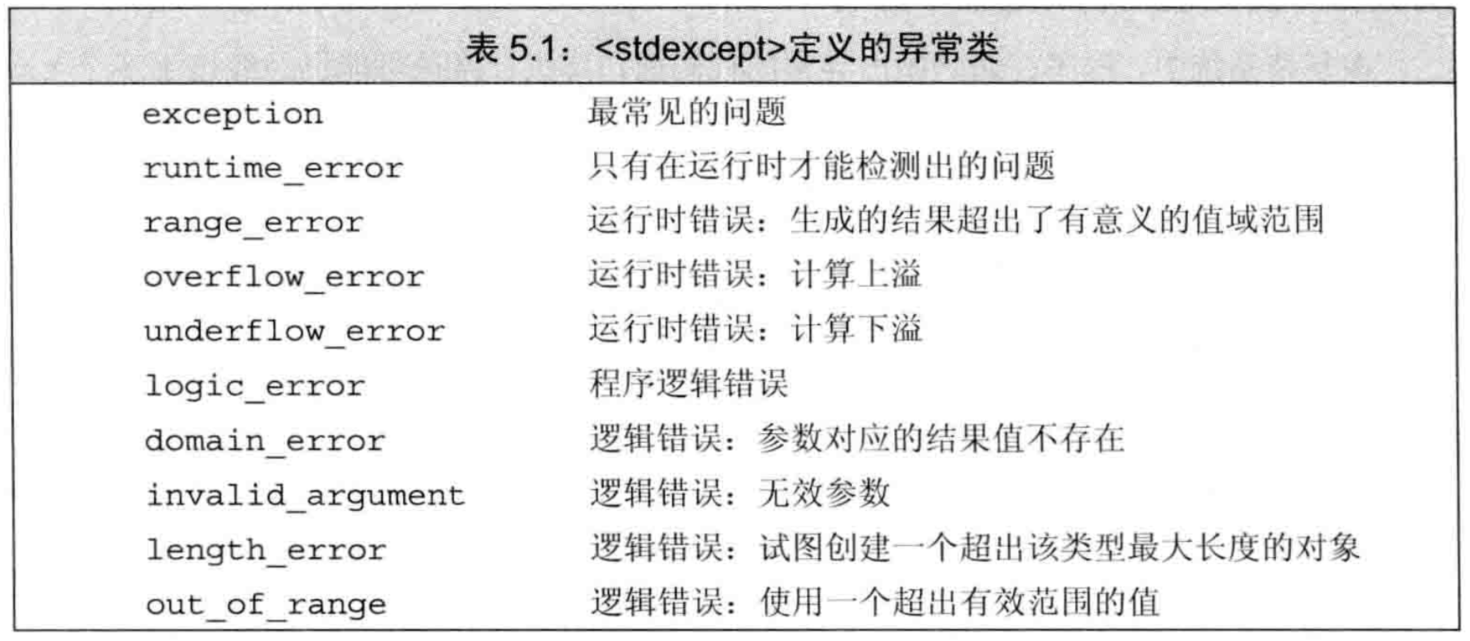 表 5.1：<stdexcept>定义的异常类
exception 最常见的问题
runtime_error 只有在运行时才能检测出的问题
range_error 运行时错误：生成的结果超出了有意义的值域范围
overflow_error 运行时错误：计算上溢
underflow_error 运行时错误：计算下溢
logic_error 程序逻辑错误
domain_error 逻辑错误：参数对应的结果值不存在
invalid_argument 逻辑错误：无效参数
length_error 逻辑错误：试图创建一个超出该类型最大长度的对象
out_of_range 逻辑错误：使用一个超出有效范围的值